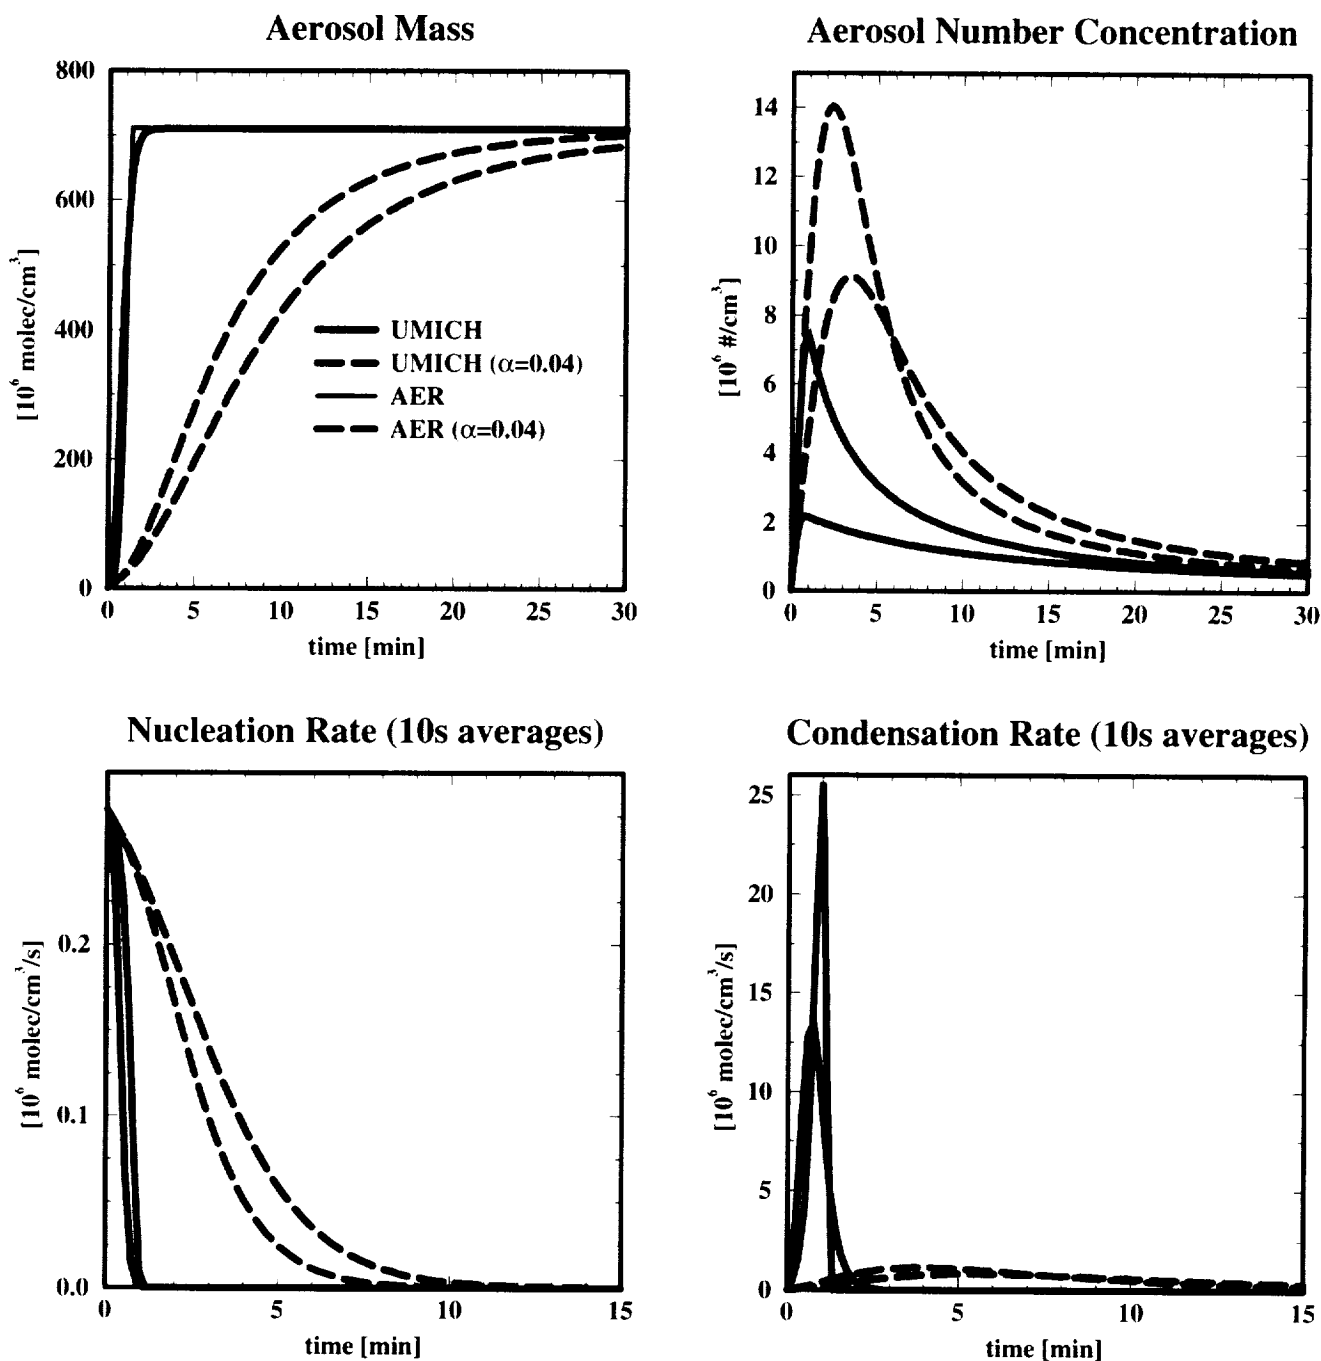 Aerosol Mass
800
600
400
200
0
0 5 10 15 20 25 30
[10⁶ molec/cm³]
time [min]
UMICH
UMICH (α=0.04)
AER
AER (α=0.04)
Aerosol Number Concentration
14
12
10
8
6
4
2
0
0 5 10 15 20 25 30
[10⁶ #/cm³]
time [min]
Nucleation Rate (10s averages)
0.2
0.1
0.0
0 5 10 15
[10⁶ molec/cm³/s]
time [min]
Condensation Rate (10s averages)
25
20
15
10
5
0
0 5 10 15
[10⁶ molec/cm³/s]
time [min]